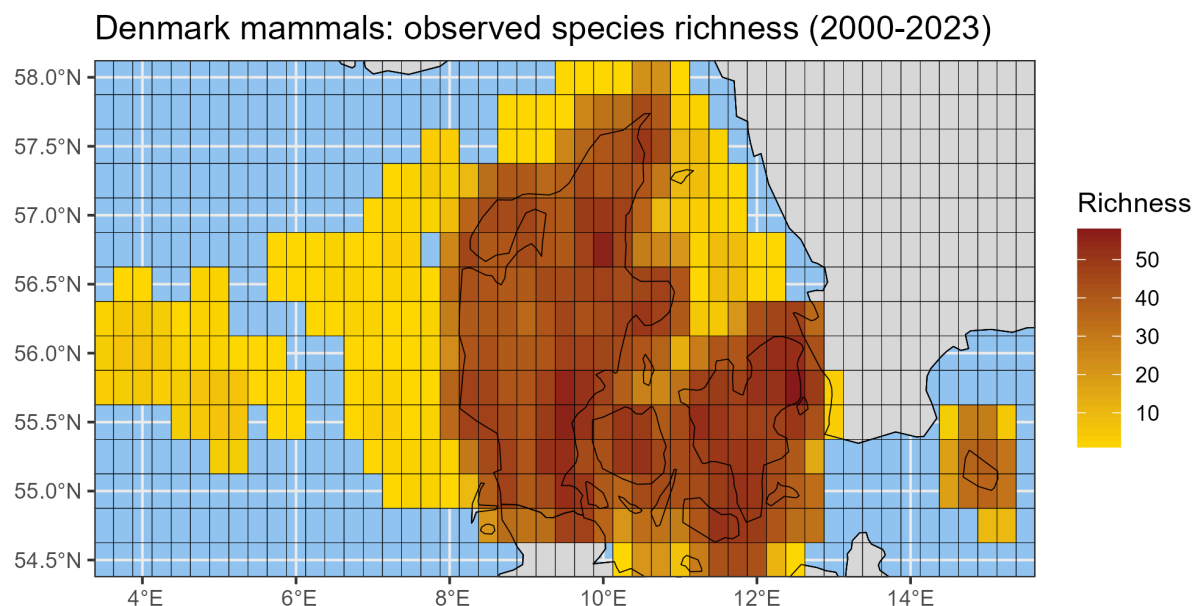 Denmark mammals: observed species richness (2000-2023)
58.0°N
57.5°N
57.0°N
56.5°N
56.0°N
55.5°N
55.0°N
54.5°N
4°E
6°E
8°E
10°E
12°E
14°E
Richness
50
40
30
20
10